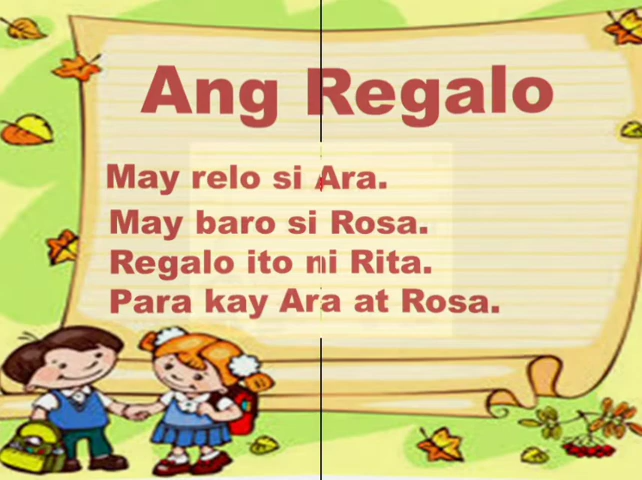 Ang Regalo
May relo si Ara.
May baro si Rosa.
Regalo ito ni Rita.
Para kay Ara at Rosa.